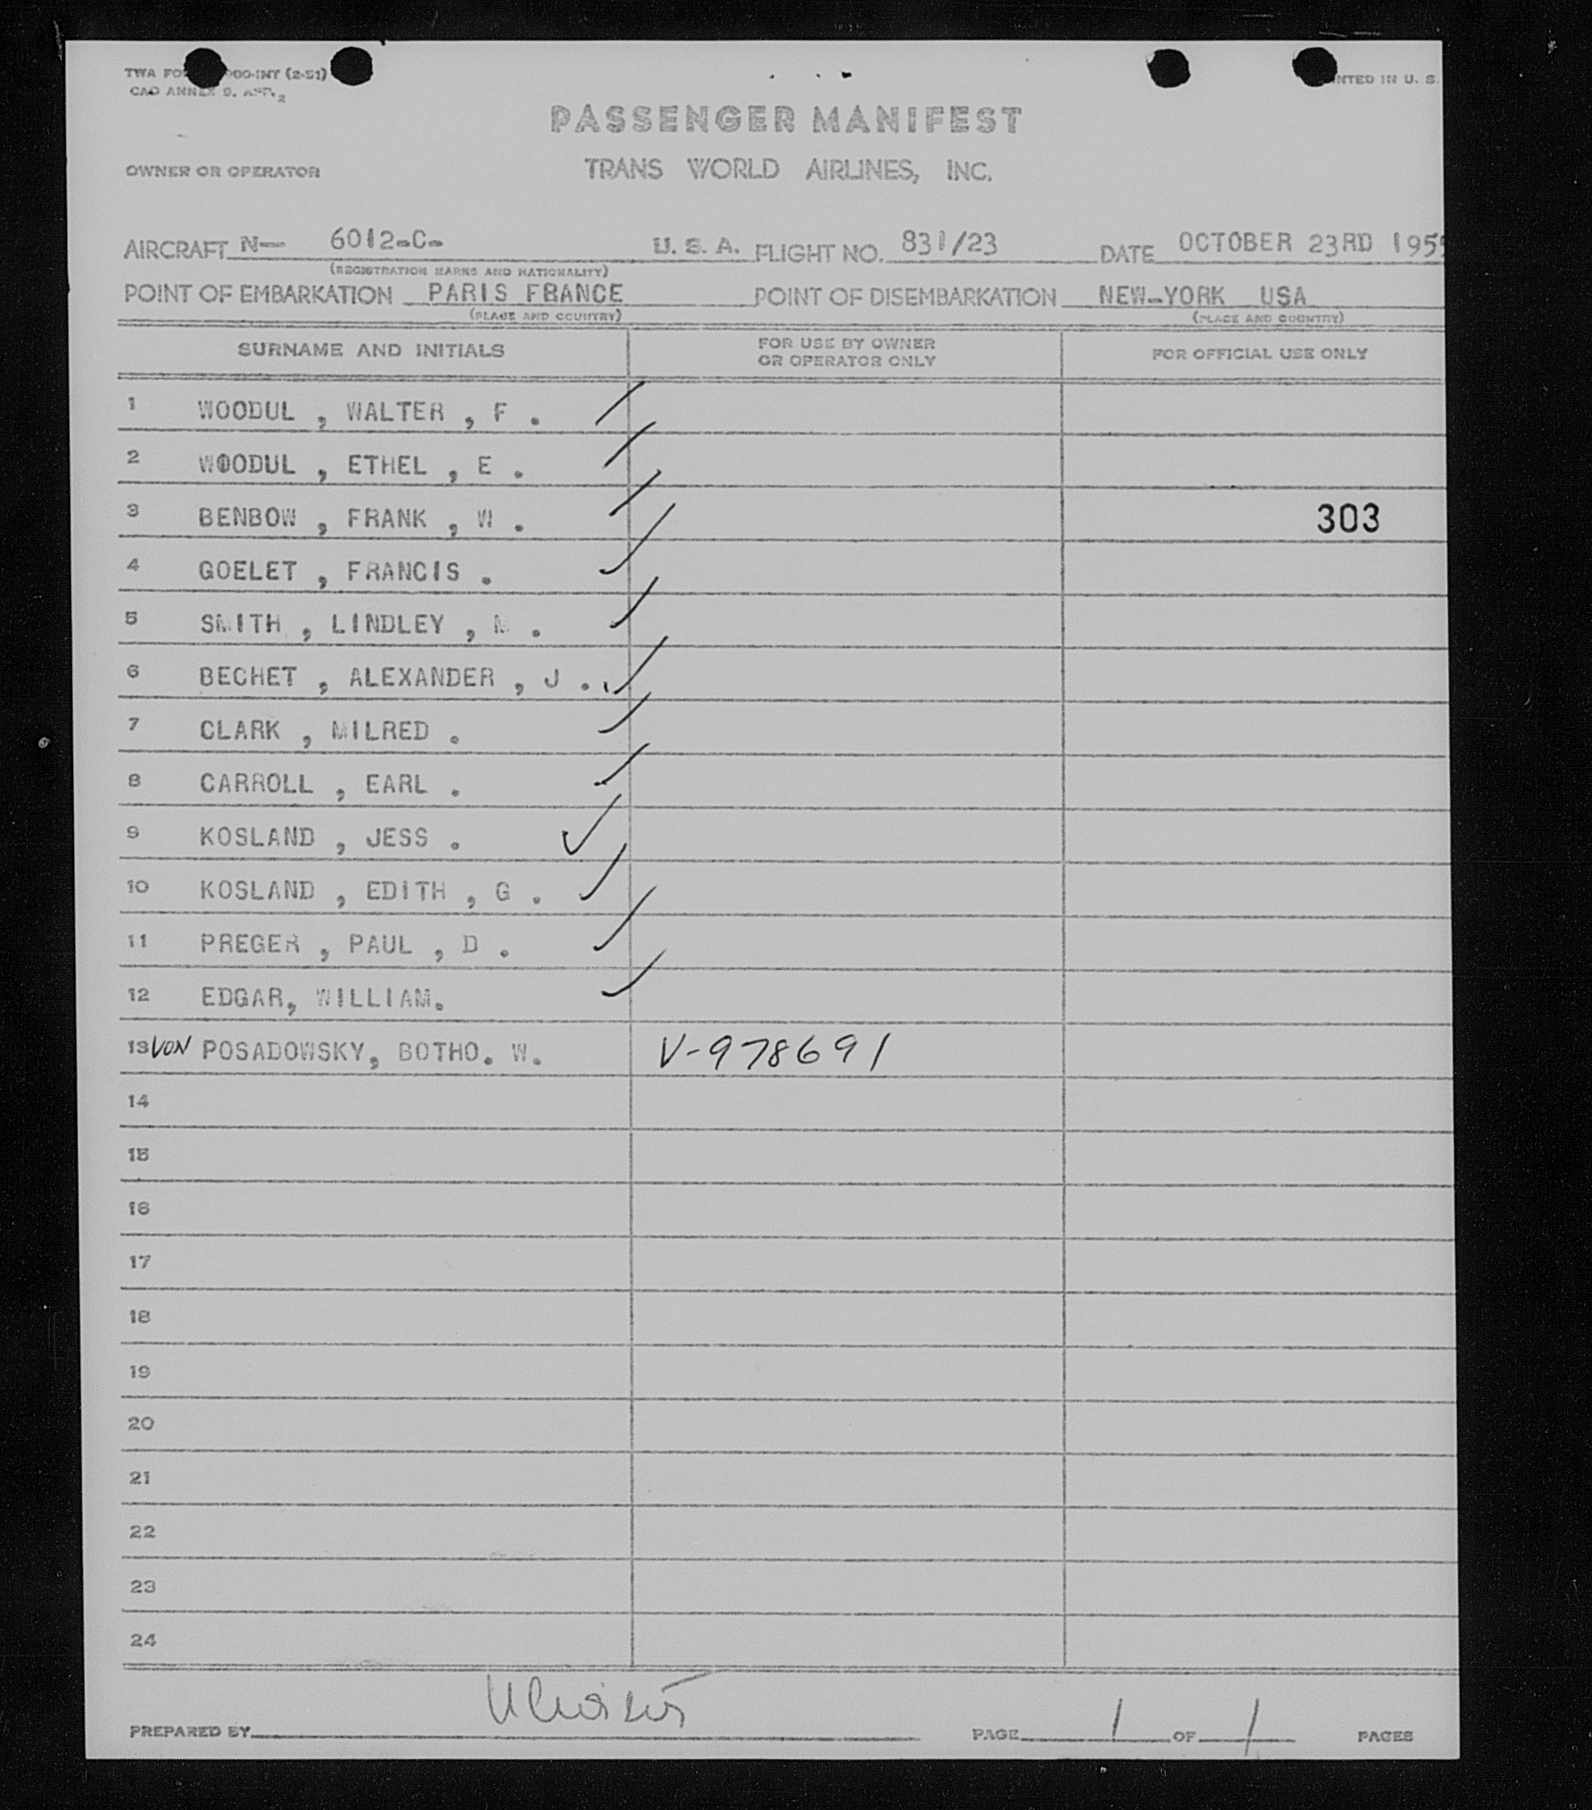 TWA FO 000-INT (2-51)
NTED IN U. S.
CAO ANNEX 9, APP. 2
PASSENGER MANIFEST
OWNER OR OPERATOR
TRANS WORLD AIRLINES, INC.
AIRCRAFT N— 6012-C- U. S. A. FLIGHT NO. 831/23 DATE OCTOBER 23RD 195
(REGISTRATION MARKS AND NATIONALITY)
POINT OF EMBARKATION PARIS FRANCE POINT OF DISEMBARKATION NEW-YORK USA
(PLACE AND COUNTRY) (PLACE AND COUNTRY)
SURNAME AND INITIALS FOR USE BY OWNER OR OPERATOR ONLY FOR OFFICIAL USE ONLY
1 WOODUL , WALTER , F .
2 WOODUL , ETHEL , E .
3 BENBOW , FRANK , W . 303
4 GOELET , FRANCIS .
5 SMITH , LINDLEY , M .
6 BECHET , ALEXANDER , J .
7 CLARK , MILRED .
8 CARROLL , EARL .
9 KOSLAND , JESS .
10 KOSLAND , EDITH , G .
11 PREGER , PAUL , D .
12 EDGAR, WILLIAM.
13 VON POSADOWSKY, BOTHO. W. V-978691
14
15
16
17
18
19
20
21
22
23
24
PREPARED BY PAGE 1 OF 1 PAGES